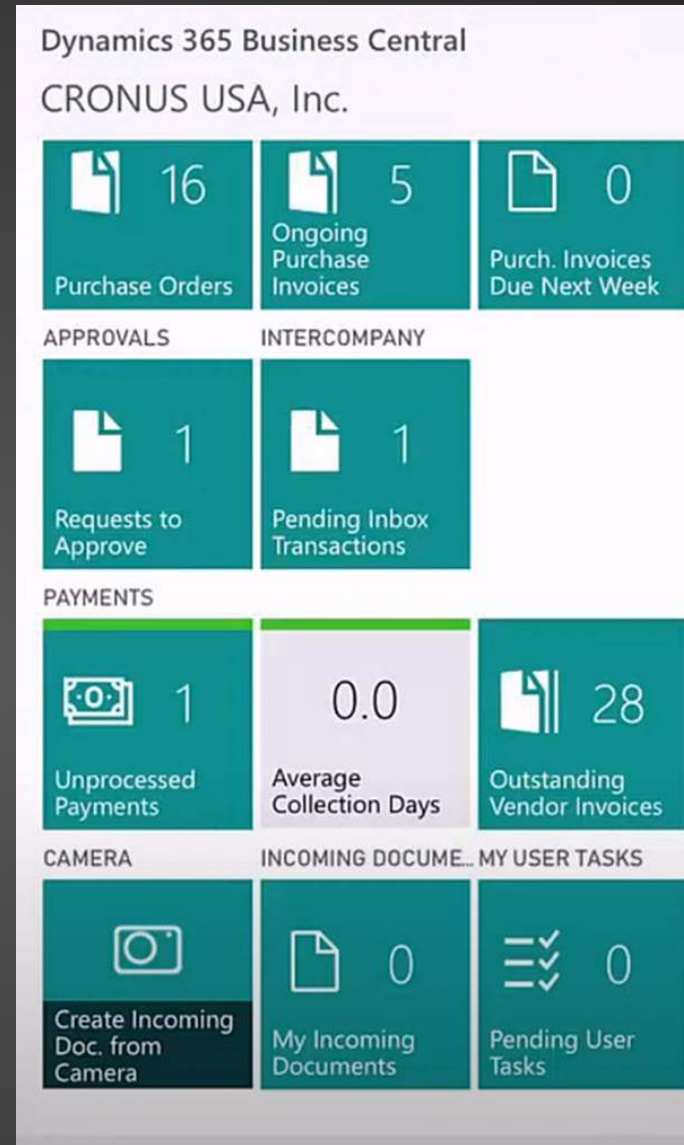 Dynamics 365 Business Central
CRONUS USA, Inc.
16
Purchase Orders
5
Ongoing
Purchase
Invoices
0
Purch. Invoices
Due Next Week
APPROVALS
INTERCOMPANY
1
Requests to
Approve
1
Pending Inbox
Transactions
PAYMENTS
1
Unprocessed
Payments
0.0
Average
Collection Days
28
Outstanding
Vendor Invoices
CAMERA
INCOMING DOCUME...
MY USER TASKS
Create Incoming
Doc. from
Camera
0
My Incoming
Documents
0
Pending User
Tasks